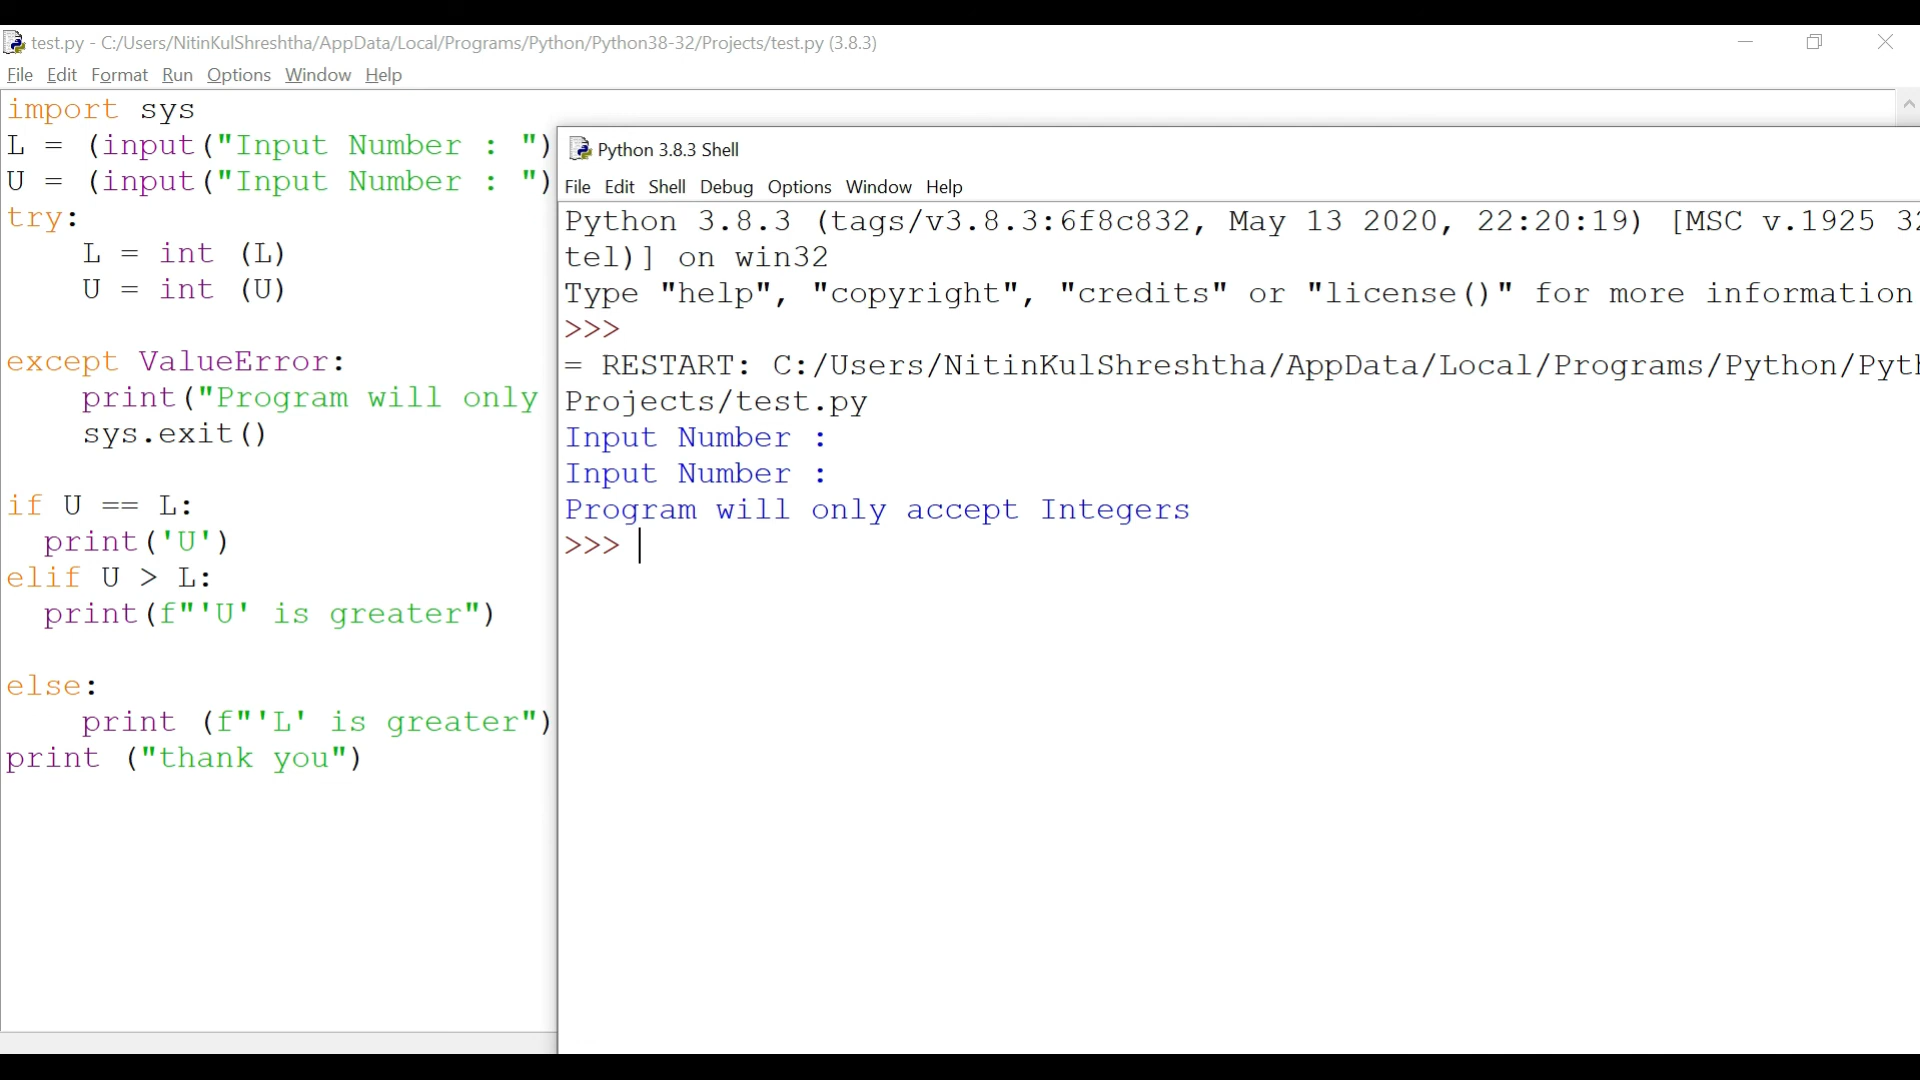 test.py - C:/Users/NitinKulShreshtha/AppData/Local/Programs/Python/Python38-32/Projects/test.py (3.8.3)
File Edit Format Run Options Window Help
import sys
L = (input("Input Number : ")
U = (input("Input Number : ")
try:
    L = int (L)
    U = int (U)
except ValueError:
    print("Program will only
    sys.exit()
if U == L:
  print('U')
elif U > L:
  print(f"'U' is greater")
else:
    print (f"'L' is greater")
print ("thank you")
Python 3.8.3 Shell
File Edit Shell Debug Options Window Help
Python 3.8.3 (tags/v3.8.3:6f8c832, May 13 2020, 22:20:19) [MSC v.1925 32
tel)] on win32
Type "help", "copyright", "credits" or "license()" for more information
>>>
= RESTART: C:/Users/NitinKulShreshtha/AppData/Local/Programs/Python/Pyth
Projects/test.py
Input Number :
Input Number :
Program will only accept Integers
>>>